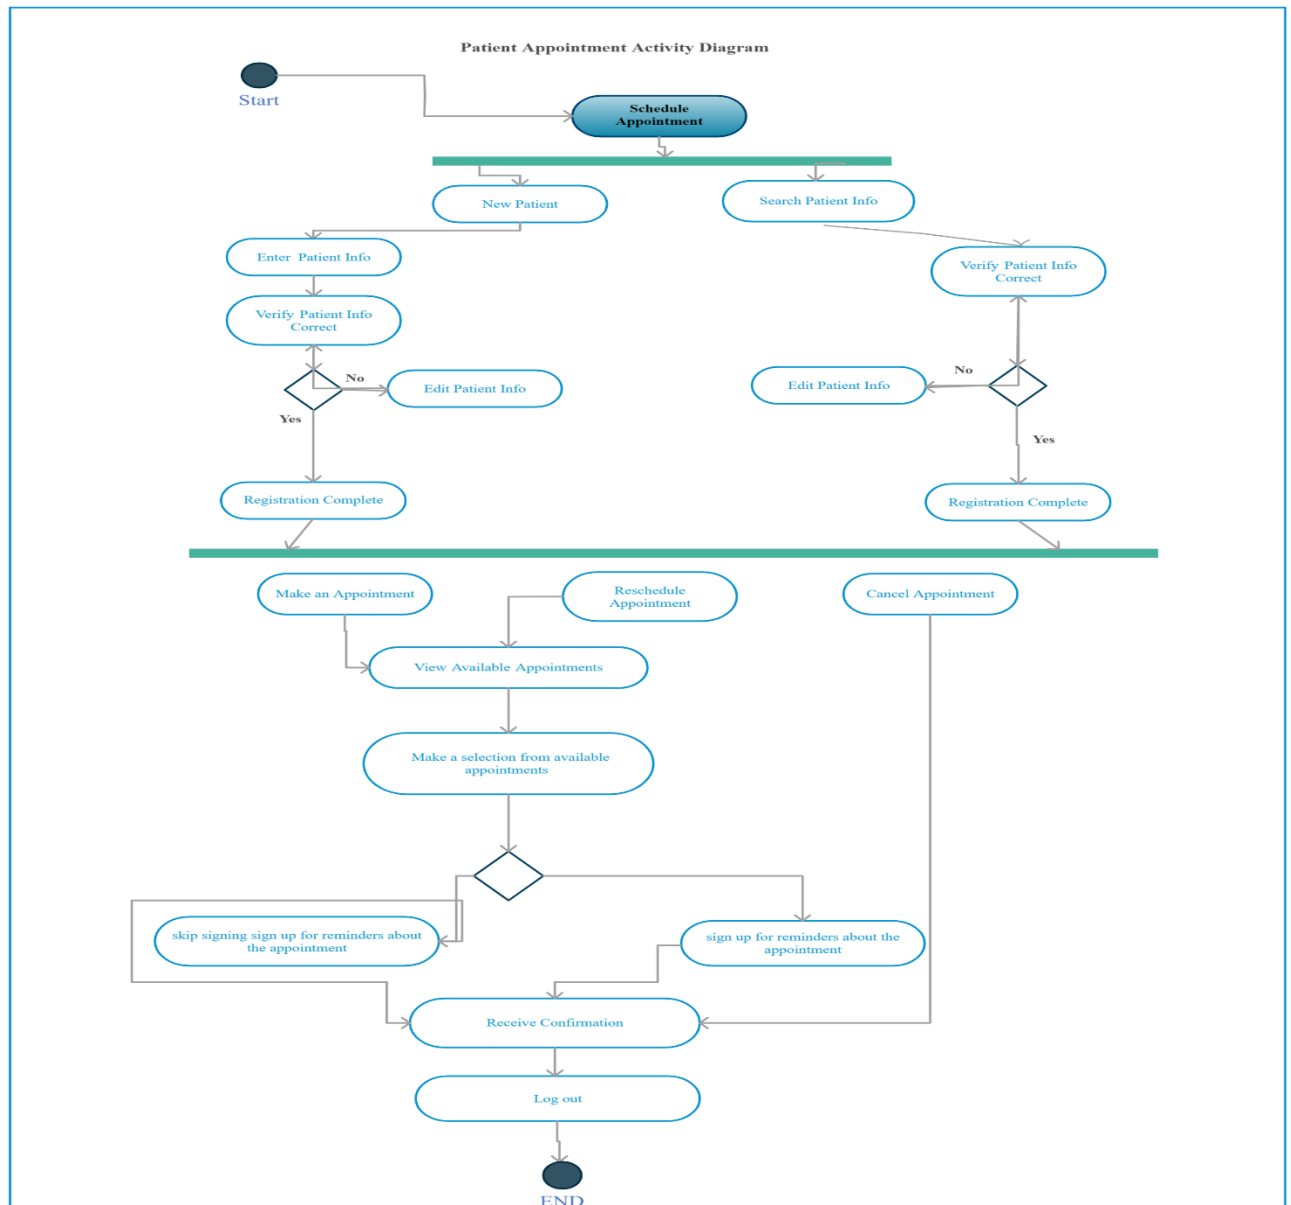 Patient Appointment Activity Diagram
Start
Schedule
Appointment
New Patient
Search Patient Info
Enter Patient Info
Verify Patient Info
Correct
Verify Patient Info
Correct
No
Edit Patient Info
Edit Patient Info
No
Yes
Yes
Registration Complete
Registration Complete
Make an Appointment
Reschedule
Appointment
Cancel Appointment
View Available Appointments
Make a selection from available
appointments
skip signing sign up for reminders about
the appointment
sign up for reminders about the
appointment
Receive Confirmation
Log out
END